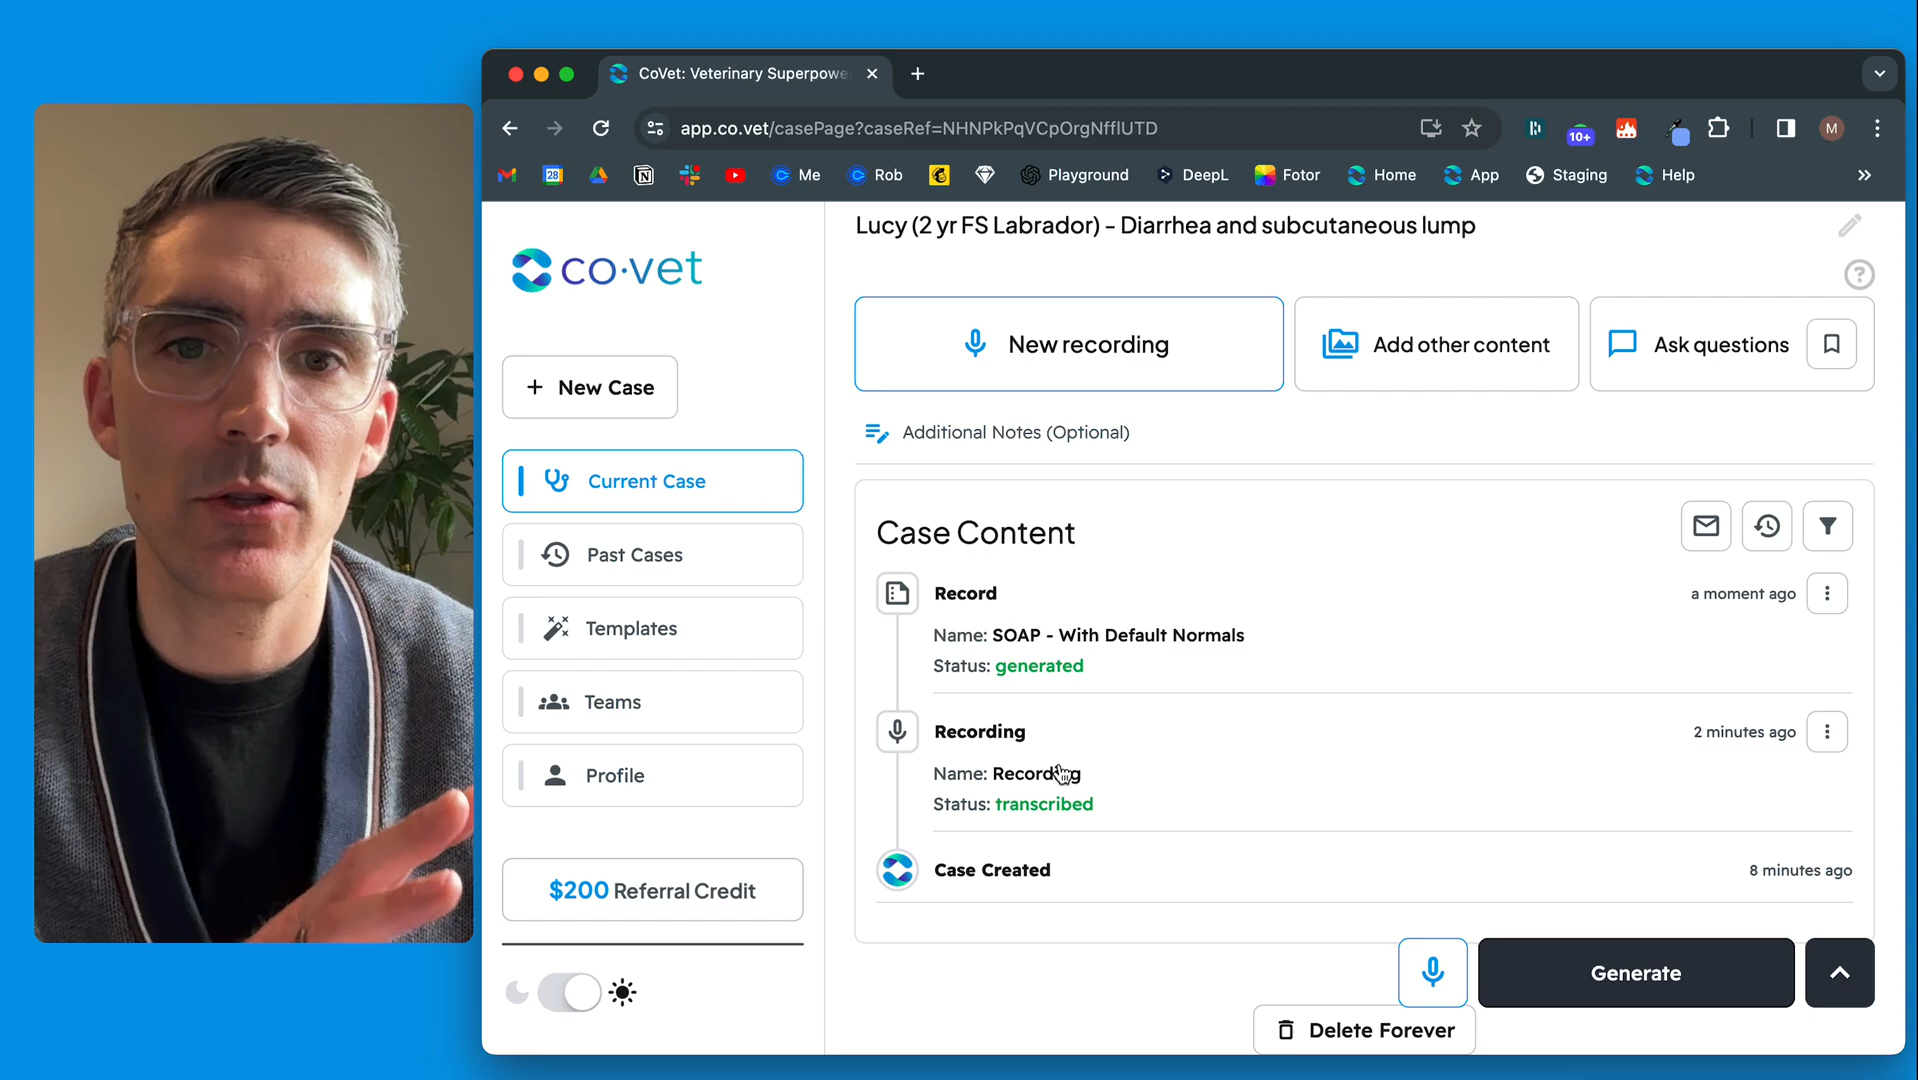 CoVet: Veterinary Superpowe
app.co.vet/casePage?caseRef=NHNPkPqVCpOrgNfflUTD
10+
M
28
Me
Rob
Playground
DeepL
Fotor
Home
App
Staging
Help
co·vet
+ New Case
Current Case
Past Cases
Templates
Teams
Profile
$200 Referral Credit
Lucy (2 yr FS Labrador) - Diarrhea and subcutaneous lump
?
New recording
Add other content
Ask questions
Additional Notes (Optional)
Case Content
Record
a moment ago
Name: SOAP - With Default Normals
Status: generated
Recording
2 minutes ago
Name: Recording
Status: transcribed
Case Created
8 minutes ago
Generate
Delete Forever